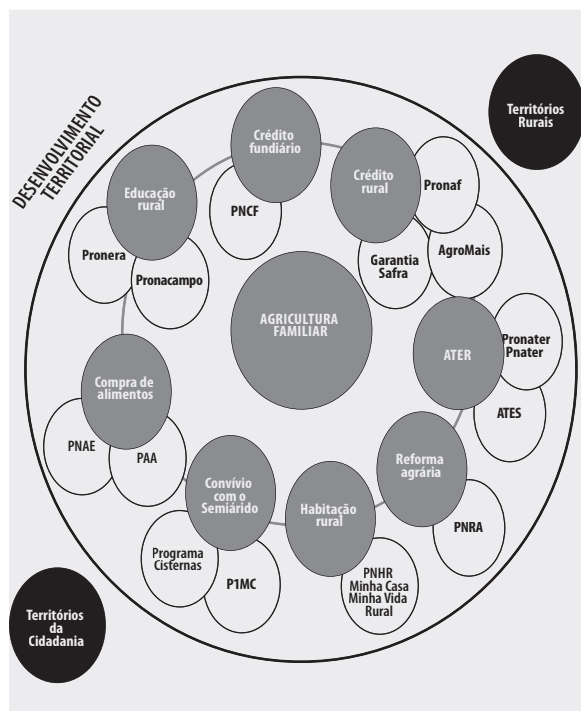 DESENVOLVIMENTO
TERRITORIAL
Territórios
Rurais
Crédito
fundiário
PNCF
Crédito
rural
Pronaf
Garantia
Safra
AgroMais
Educação
rural
Pronera
Pronacampo
AGRICULTURA
FAMILIAR
ATER
Pronater
Pnater
ATES
Compra de
alimentos
PNAE
PAA
Reforma
agrária
PNRA
Convívio
com o
Semiárido
Programa
Cisternas
P1MC
Habitação
rural
PNHR
Minha Casa
Minha Vida
Rural
Territórios
da
Cidadania